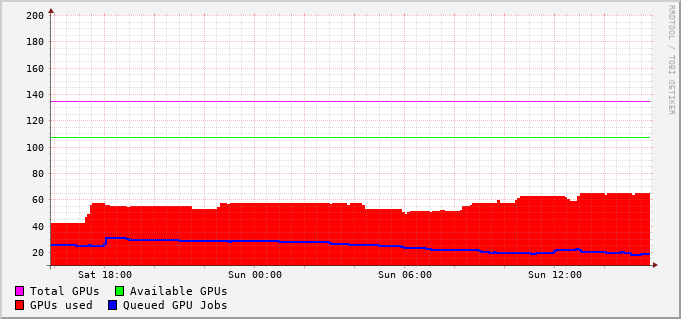 200
180
160
140
120
100
80
60
40
20
Sat 18:00 Sun 00:00 Sun 06:00 Sun 12:00
Total GPUs Available GPUs
GPUs used Queued GPU Jobs
RRDTOOL / TOBI OETIKER